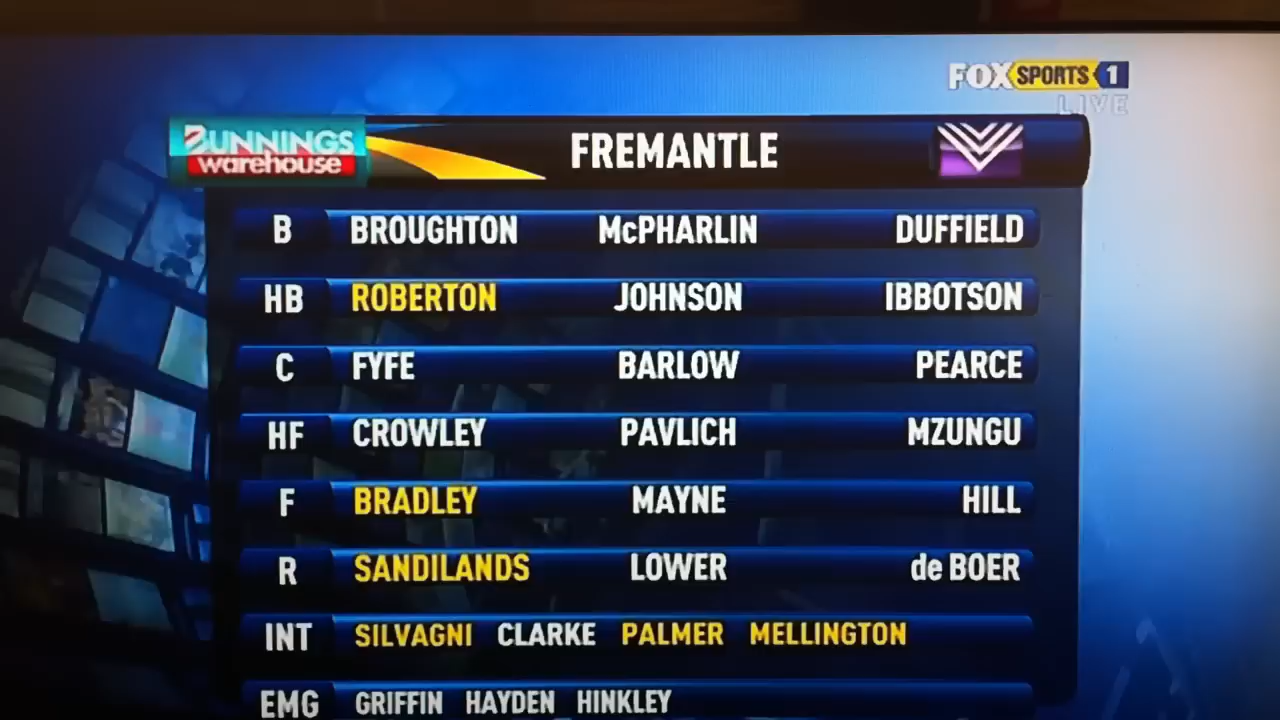 FOX SPORTS 1
LIVE
BUNNINGS
warehouse
FREMANTLE
B BROUGHTON McPHARLIN DUFFIELD
HB ROBERTON JOHNSON IBBOTSON
C FYFE BARLOW PEARCE
HF CROWLEY PAVLICH MZUNGU
F BRADLEY MAYNE HILL
R SANDILANDS LOWER de BOER
INT SILVAGNI CLARKE PALMER MELLINGTON
EMG GRIFFIN HAYDEN HINKLEY